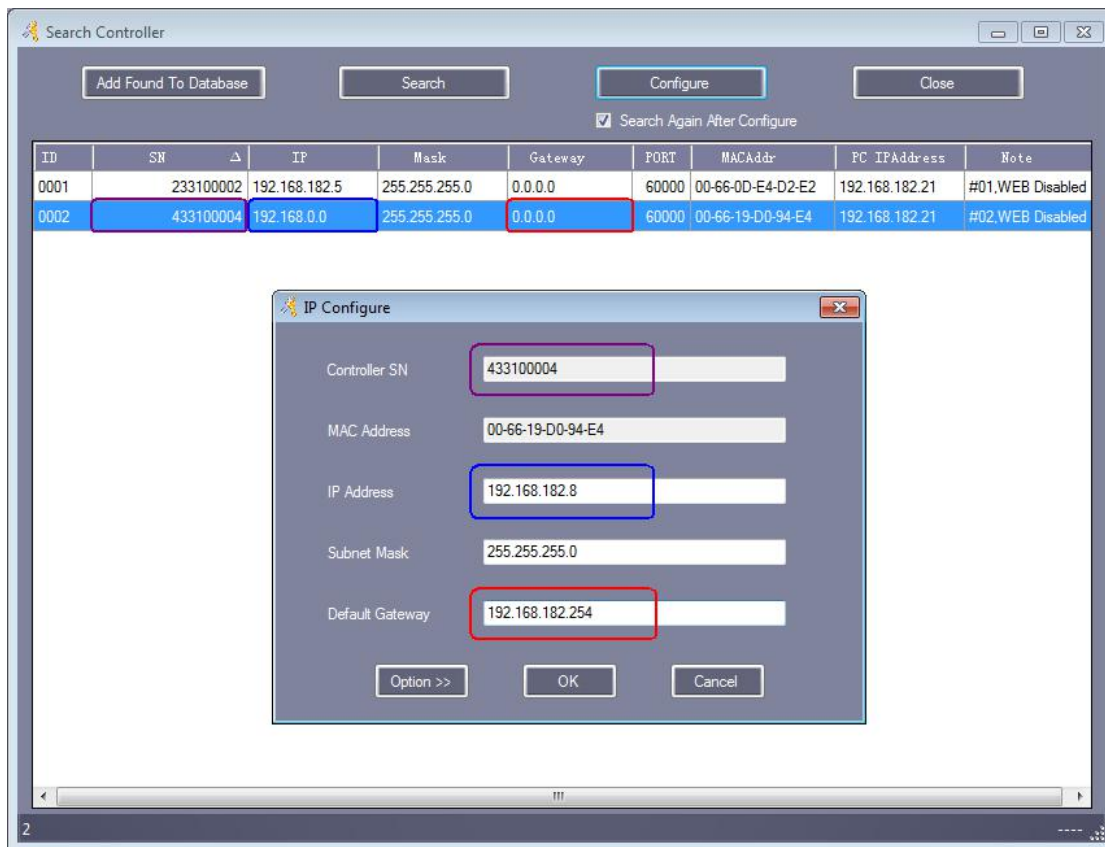 Search Controller
Add Found To Database Search Configure Close
Search Again After Configure
ID SN IP Mask Gateway PORT MACAddr PC IPAddress Note
0001 233100002 192.168.182.5 255.255.255.0 0.0.0.0 60000 00-66-0D-E4-D2-E2 192.168.182.21 #01,WEB Disabled
0002 433100004 192.168.0.0 255.255.255.0 0.0.0.0 60000 00-66-19-D0-94-E4 192.168.182.21 #02,WEB Disabled
IP Configure
Controller SN 433100004
MAC Address 00-66-19-D0-94-E4
IP Address 192.168.182.8
Subnet Mask 255.255.255.0
Default Gateway 192.168.182.254
Option >> OK Cancel
2 ----